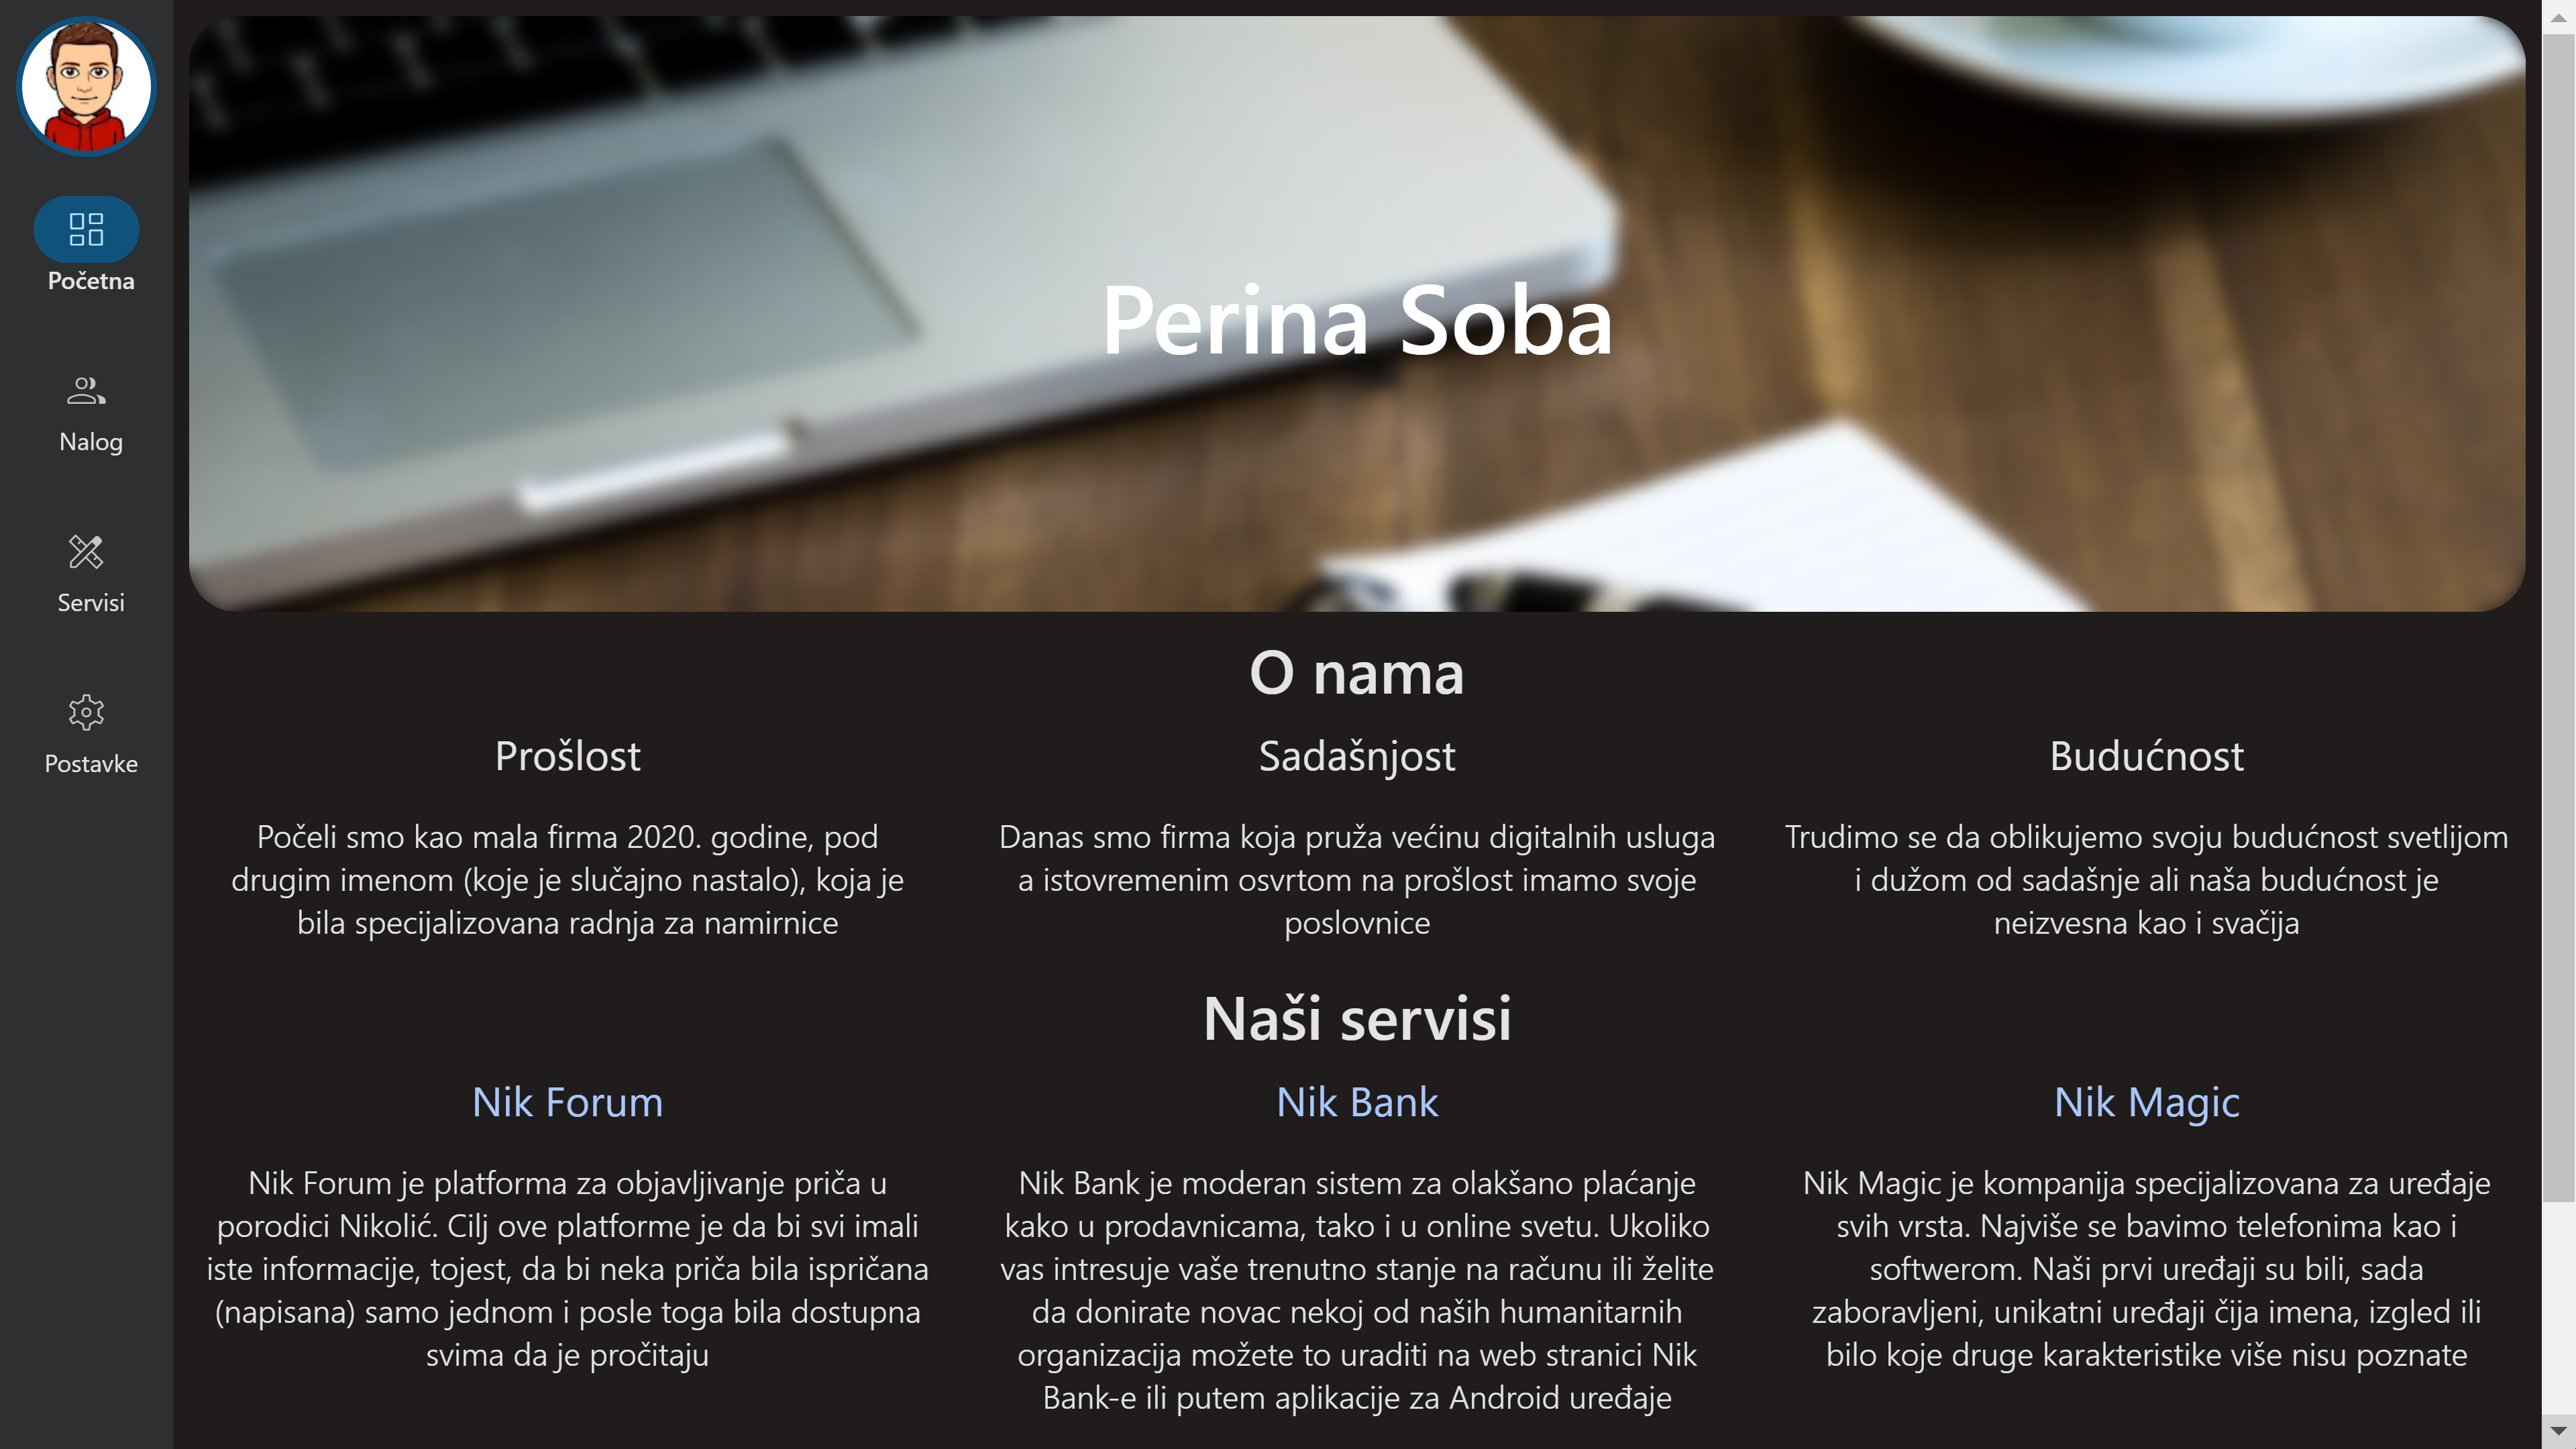 Početna
Nalog
Servisi
Postavke
Perina Soba
O nama
Prošlost
Počeli smo kao mala firma 2020. godine, pod
drugim imenom (koje je slučajno nastalo), koja je
bila specijalizovana radnja za namirnice
Sadašnjost
Danas smo firma koja pruža većinu digitalnih usluga
a istovremenim osvrtom na prošlost imamo svoje
poslovnice
Budućnost
Trudimo se da oblikujemo svoju budućnost svetlijom
i dužom od sadašnje ali naša budućnost je
neizvesna kao i svačija
Naši servisi
Nik Forum
Nik Forum je platforma za objavljivanje priča u
porodici Nikolić. Cilj ove platforme je da bi svi imali
iste informacije, tojest, da bi neka priča bila ispričana
(napisana) samo jednom i posle toga bila dostupna
svima da je pročitaju
Nik Bank
Nik Bank je moderan sistem za olakšano plaćanje
kako u prodavnicama, tako i u online svetu. Ukoliko
vas intresuje vaše trenutno stanje na računu ili želite
da donirate novac nekoj od naših humanitarnih
organizacija možete to uraditi na web stranici Nik
Bank-e ili putem aplikacije za Android uređaje
Nik Magic
Nik Magic je kompanija specijalizovana za uređaje
svih vrsta. Najviše se bavimo telefonima kao i
softwerom. Naši prvi uređaji su bili, sada
zaboravljeni, unikatni uređaji čija imena, izgled ili
bilo koje druge karakteristike više nisu poznate